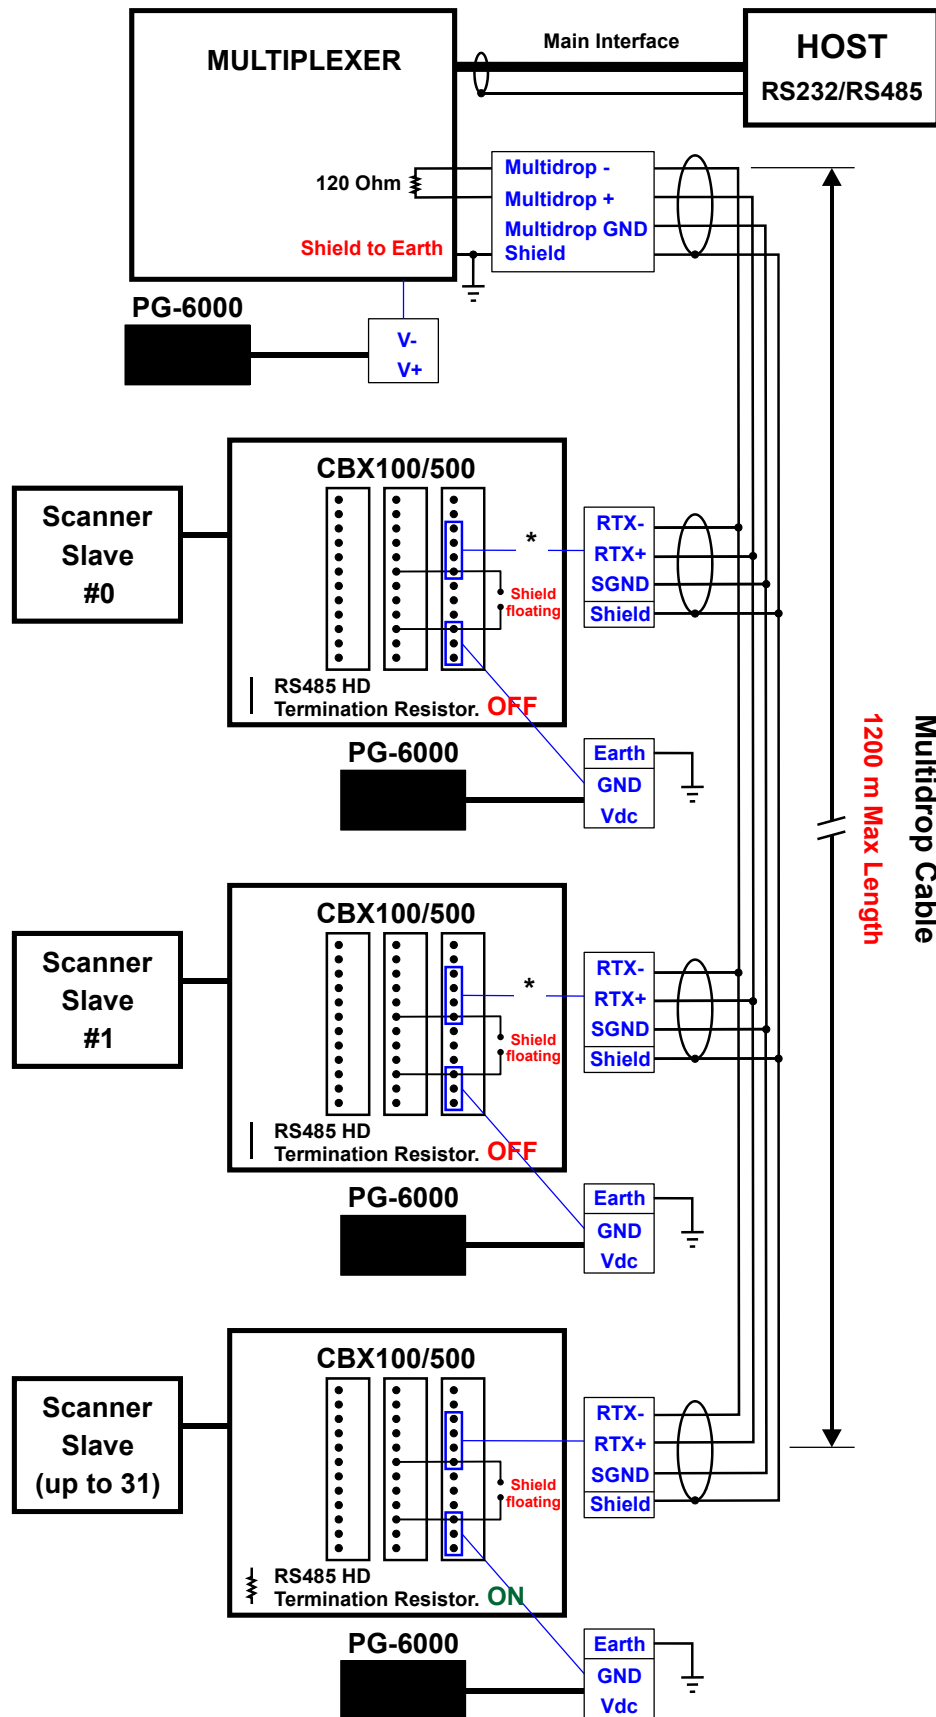 MULTIPLEXER
Main Interface
HOST
RS232/RS485
120 Ohm
Multidrop -
Multidrop +
Multidrop GND
Shield
Shield to Earth
PG-6000
V-
V+
CBX100/500
Scanner
Slave
#0
*
RTX-
RTX+
SGND
Shield
Shield
floating
RS485 HD
Termination Resistor. OFF
PG-6000
Earth
GND
Vdc
Multidrop Cable
1200 m Max Length
CBX100/500
Scanner
Slave
#1
*
RTX-
RTX+
SGND
Shield
Shield
floating
RS485 HD
Termination Resistor. OFF
PG-6000
Earth
GND
Vdc
CBX100/500
Scanner
Slave
(up to 31)
RTX-
RTX+
SGND
Shield
Shield
floating
RS485 HD
Termination Resistor. ON
PG-6000
Earth
GND
Vdc